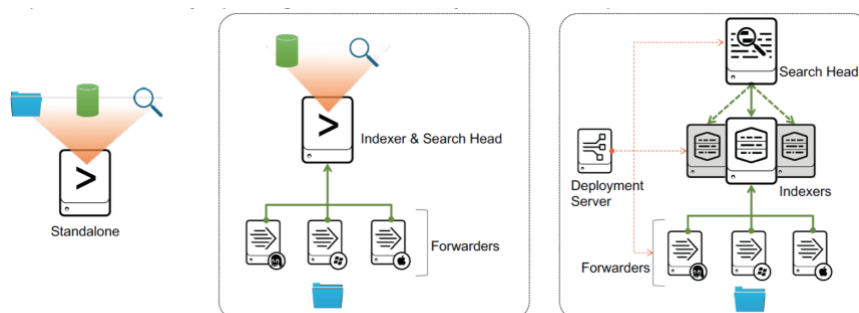 Standalone
>
Indexer & Search Head
>
Forwarders
Search Head
Deployment
Server
Indexers
Forwarders